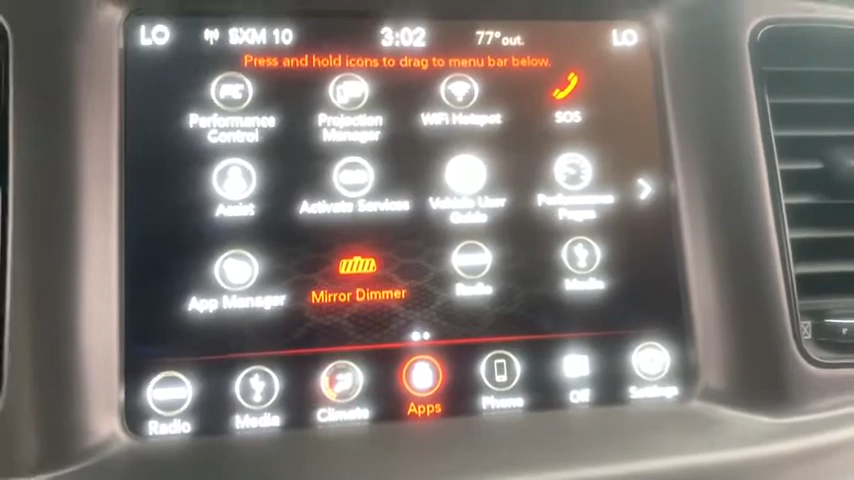 LO SXM 10 3:02 77° out. LO
Press and hold icons to drag to menu bar below.
Performance Control
Projection Manager
WiFi Hotspot
SOS
Assist
Activate Services
Vehicle User Guide
Performance Pages
App Manager
Mirror Dimmer
Radio
Media
Radio
Media
Climate
Apps
Phone
Off
Settings